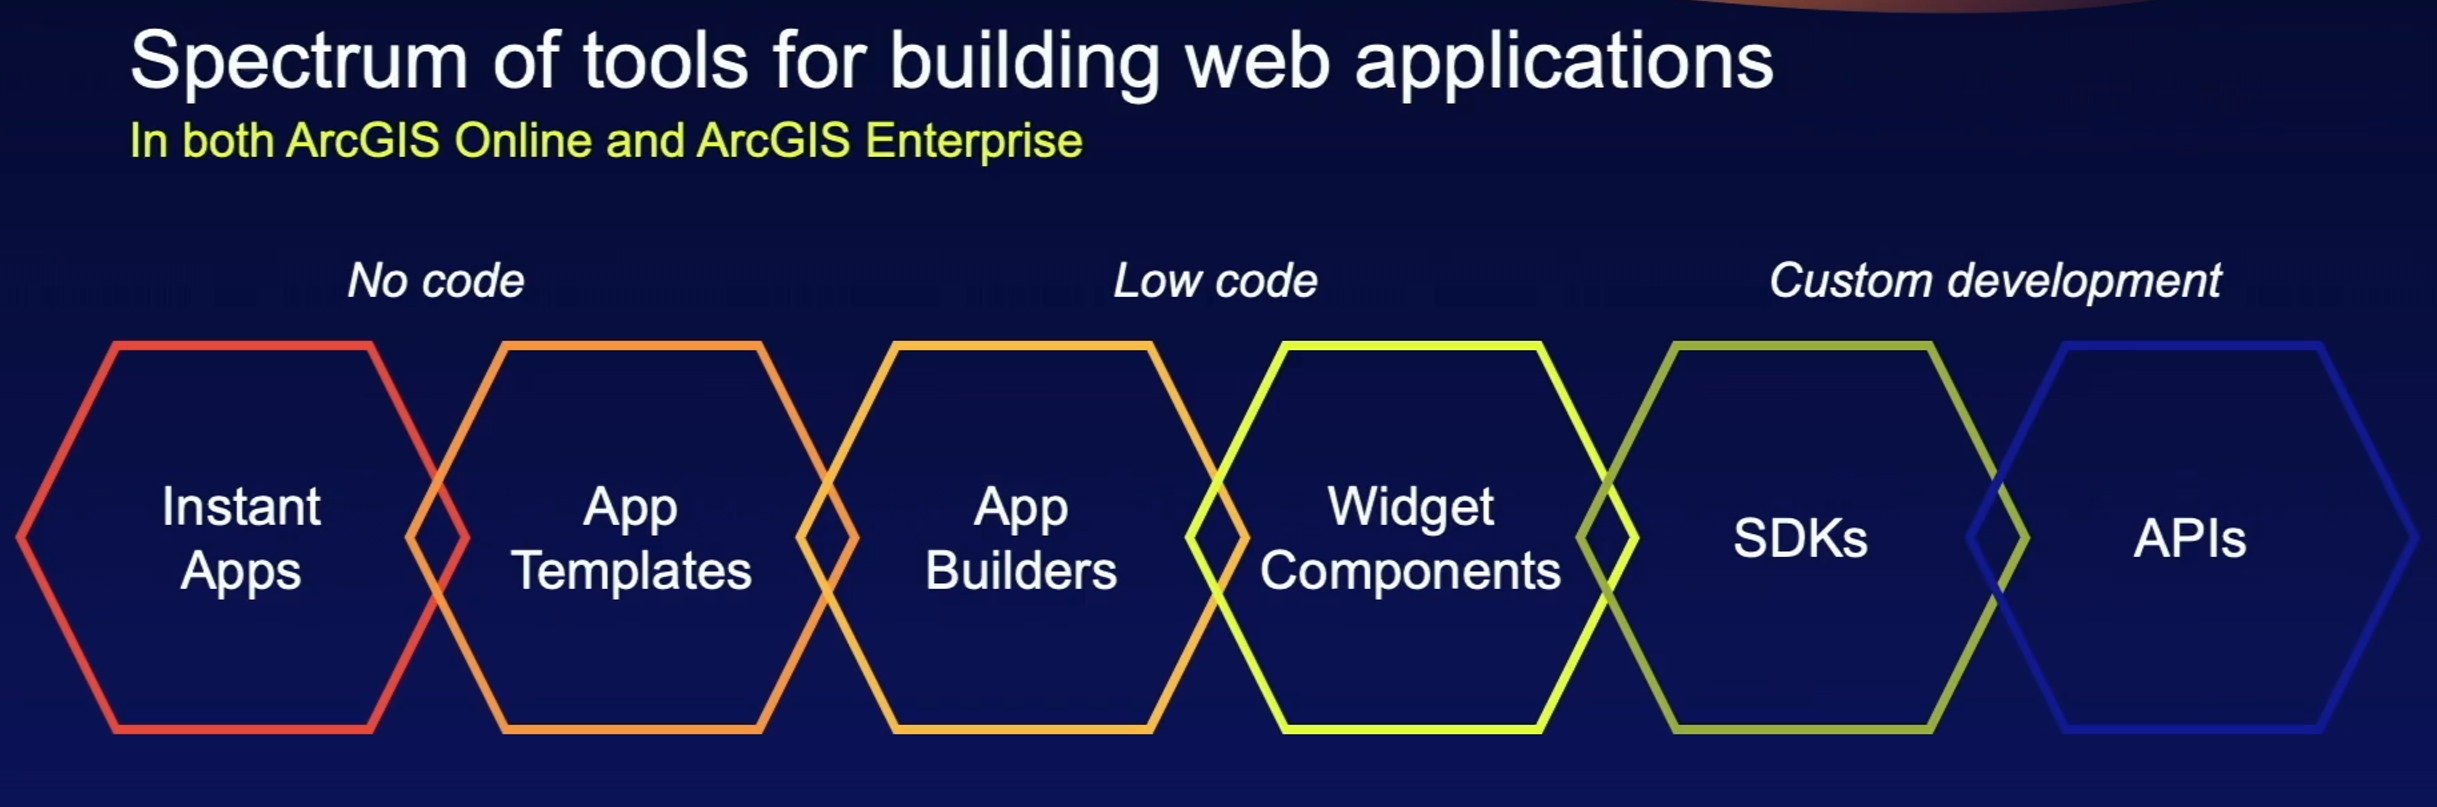 Spectrum of tools for building web applications
In both ArcGIS Online and ArcGIS Enterprise
No code
Low code
Custom development
Instant
Apps
App
Templates
App
Builders
Widget
Components
SDKs
APIs